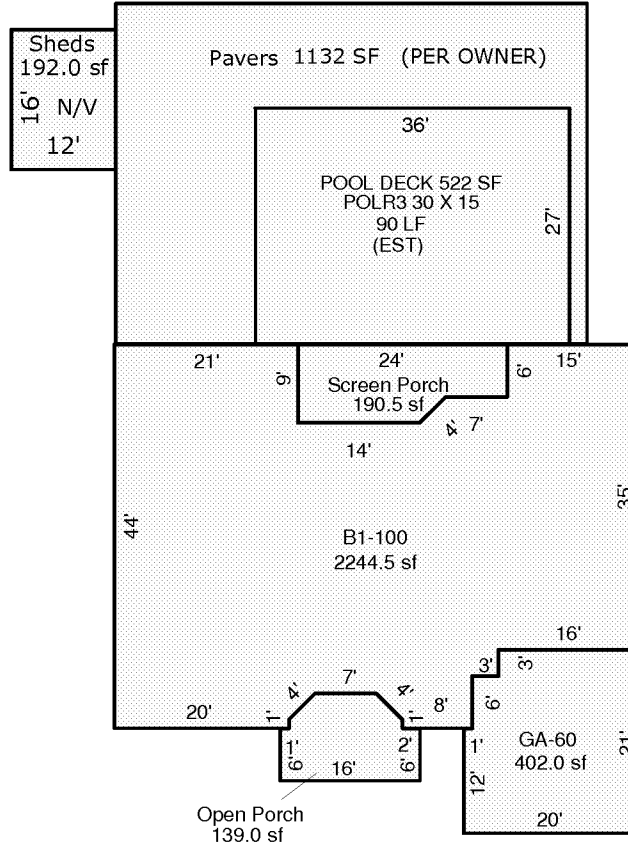 Sheds
192.0 sf
16'
N/V
12'
Pavers 1132 SF (PER OWNER)
36'
POOL DECK 522 SF
POLR3 30 X 15
90 LF
(EST)
27'
21'
24'
15'
9'
6'
Screen Porch
190.5 sf
4'
7'
14'
44'
35'
B1-100
2244.5 sf
16'
3'
3'
7'
4'
4'
6'
20'
1'
1'
8'
1'
2'
1'
GA-60
402.0 sf
21'
6'
16'
6'
12'
20'
Open Porch
139.0 sf